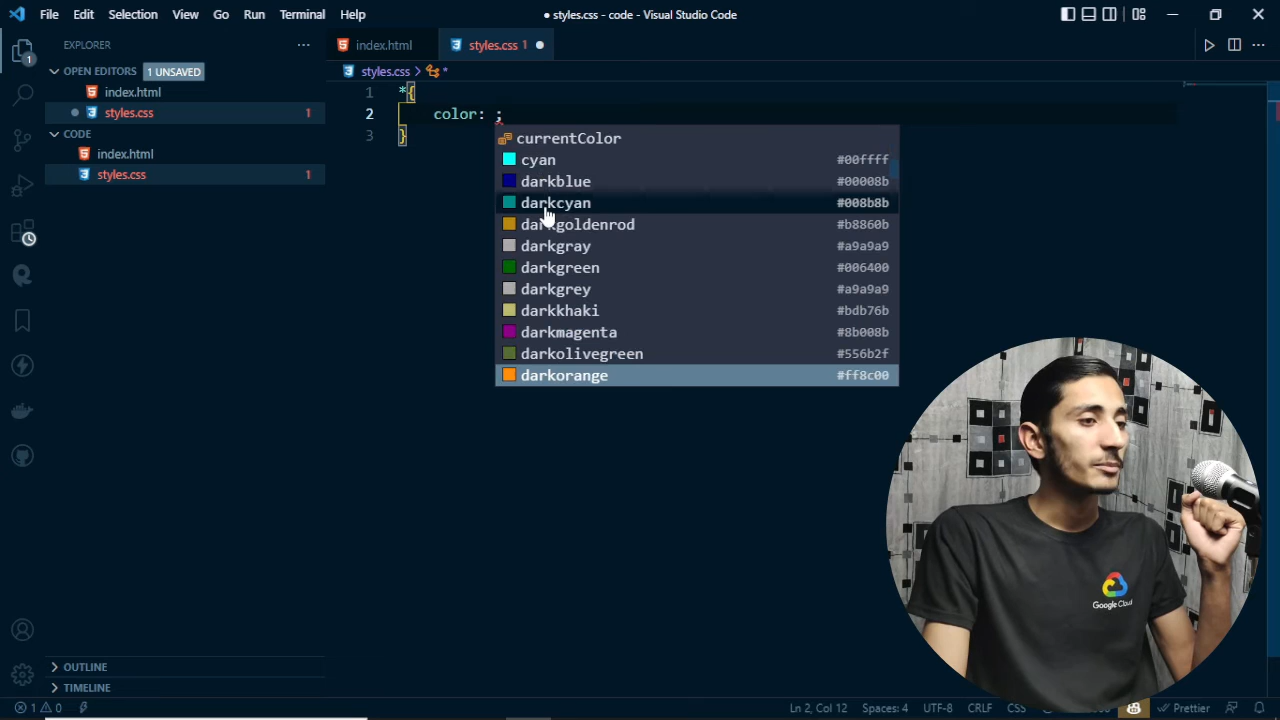 File Edit Selection View Go Run Terminal Help
● styles.css - code - Visual Studio Code
EXPLORER ···
OPEN EDITORS 1 UNSAVED
index.html
styles.css 1
CODE
index.html
styles.css 1
OUTLINE
TIMELINE
1
index.html
styles.css 1
styles.css > *
1 *{
2 color: ;
3 }
currentColor
cyan #00ffff
darkblue #00008b
darkcyan #008b8b
darkgoldenrod #b8860b
darkgray #a9a9a9
darkgreen #006400
darkgrey #a9a9a9
darkkhaki #bdb76b
darkmagenta #8b008b
darkolivegreen #556b2f
darkorange #ff8c00
Google Cloud
1 0
Ln 2, Col 12 Spaces: 4 UTF-8 CRLF CSS Prettier